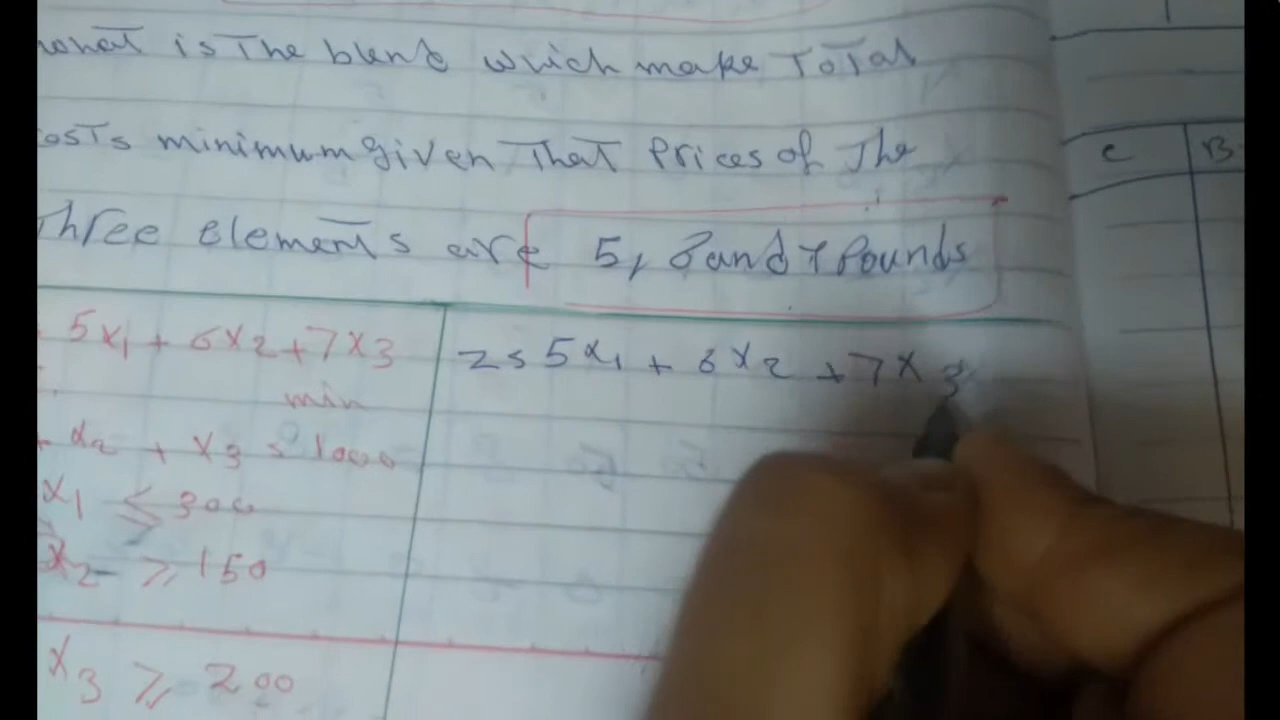 what is The blend which make ToTal
costs minimum given That Prices of The
Three elements are 5, 6 and 7 Pounds
5x1 + 6x2 + 7x3
min
+ x2 + x3 = 1000
x1 ≤ 300
x2 ≥ 150
x3 ≥ 200
Z = 5x1 + 6x2 + 7x3
C B